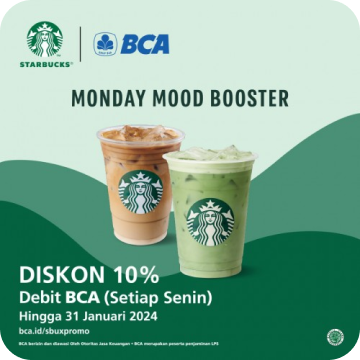 STARBUCKS
BCA
MONDAY MOOD BOOSTER
DISKON 10%
Debit BCA (Setiap Senin)
Hingga 31 Januari 2024
bca.id/sbuxpromo
BCA berizin dan diawasi Oleh Otoritas Jasa Keuangan • BCA merupakan peserta penjaminan LPS